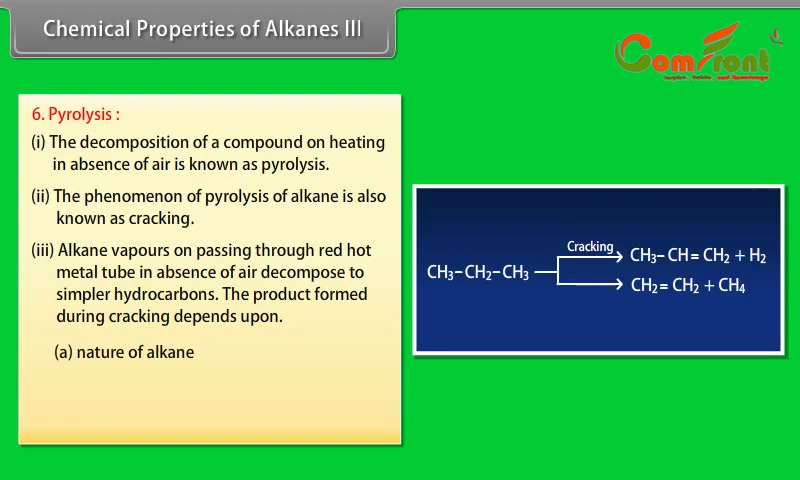 Chemical Properties of Alkanes III
ComFront
6. Pyrolysis :
(i) The decomposition of a compound on heating
in absence of air is known as pyrolysis.
(ii) The phenomenon of pyrolysis of alkane is also
known as cracking.
(iii) Alkane vapours on passing through red hot
metal tube in absence of air decompose to
simpler hydrocarbons. The product formed
during cracking depends upon.
(a) nature of alkane
Cracking
CH₃–CH₂–CH₃
CH₃–CH=CH₂ + H₂
CH₂=CH₂ + CH₄